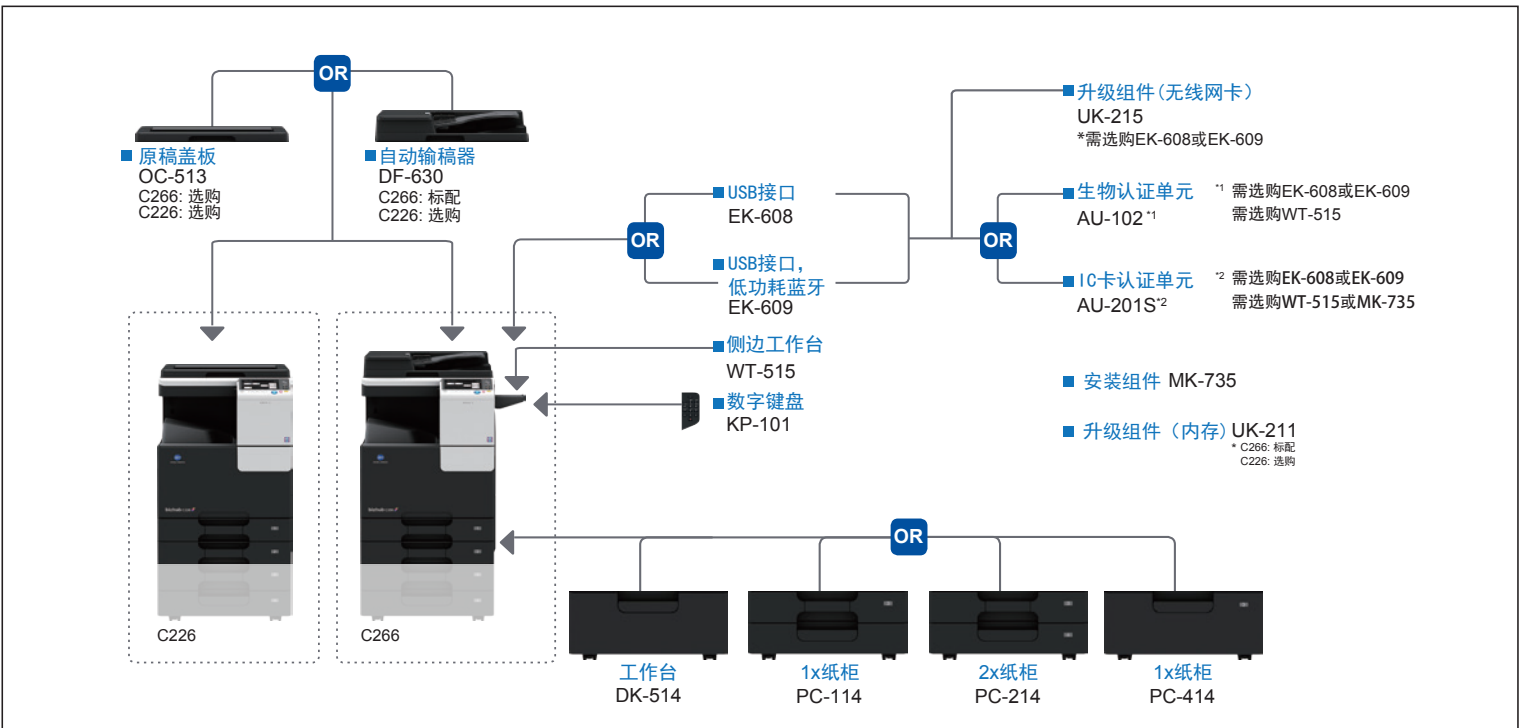 OR
原稿盖板
OC-513
C266: 选购
C226: 选购
自动输稿器
DF-630
C266: 标配
C226: 选购
OR
USB接口
EK-608
USB接口,
低功耗蓝牙
EK-609
侧边工作台
WT-515
数字键盘
KP-101
升级组件(无线网卡)
UK-215
*需选购EK-608或EK-609
OR
生物认证单元
AU-102 *1
*1 需选购EK-608或EK-609
需选购WT-515
IC卡认证单元
AU-201S*2
*2 需选购EK-608或EK-609
需选购WT-515或MK-735
安装组件 MK-735
升级组件(内存) UK-211
* C266: 标配
C226: 选购
C226
C266
OR
工作台
DK-514
1x纸柜
PC-114
2x纸柜
PC-214
1x纸柜
PC-414